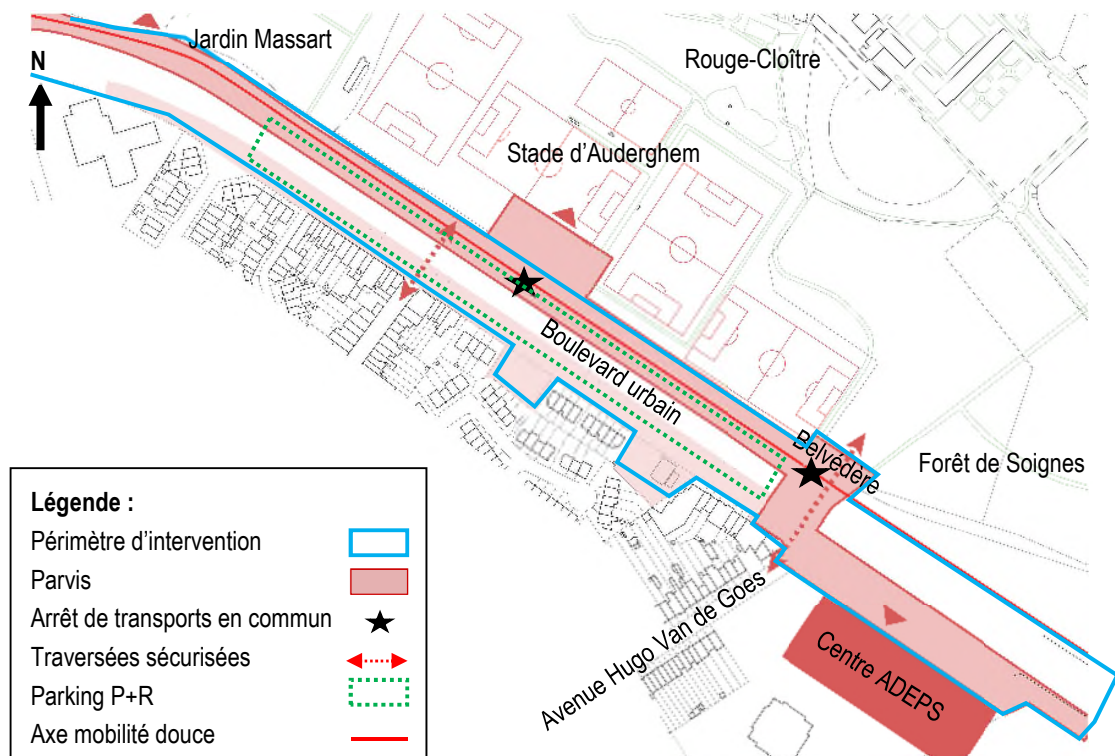 Jardin Massart
N
Rouge-Cloître
Stade d'Auderghem
Boulevard urbain
Belvédère
Forêt de Soignes
Avenue Hugo Van de Goes
Centre ADEPS
Légende :
Périmètre d'intervention
Parvis
Arrêt de transports en commun
Traversées sécurisées
Parking P+R
Axe mobilité douce